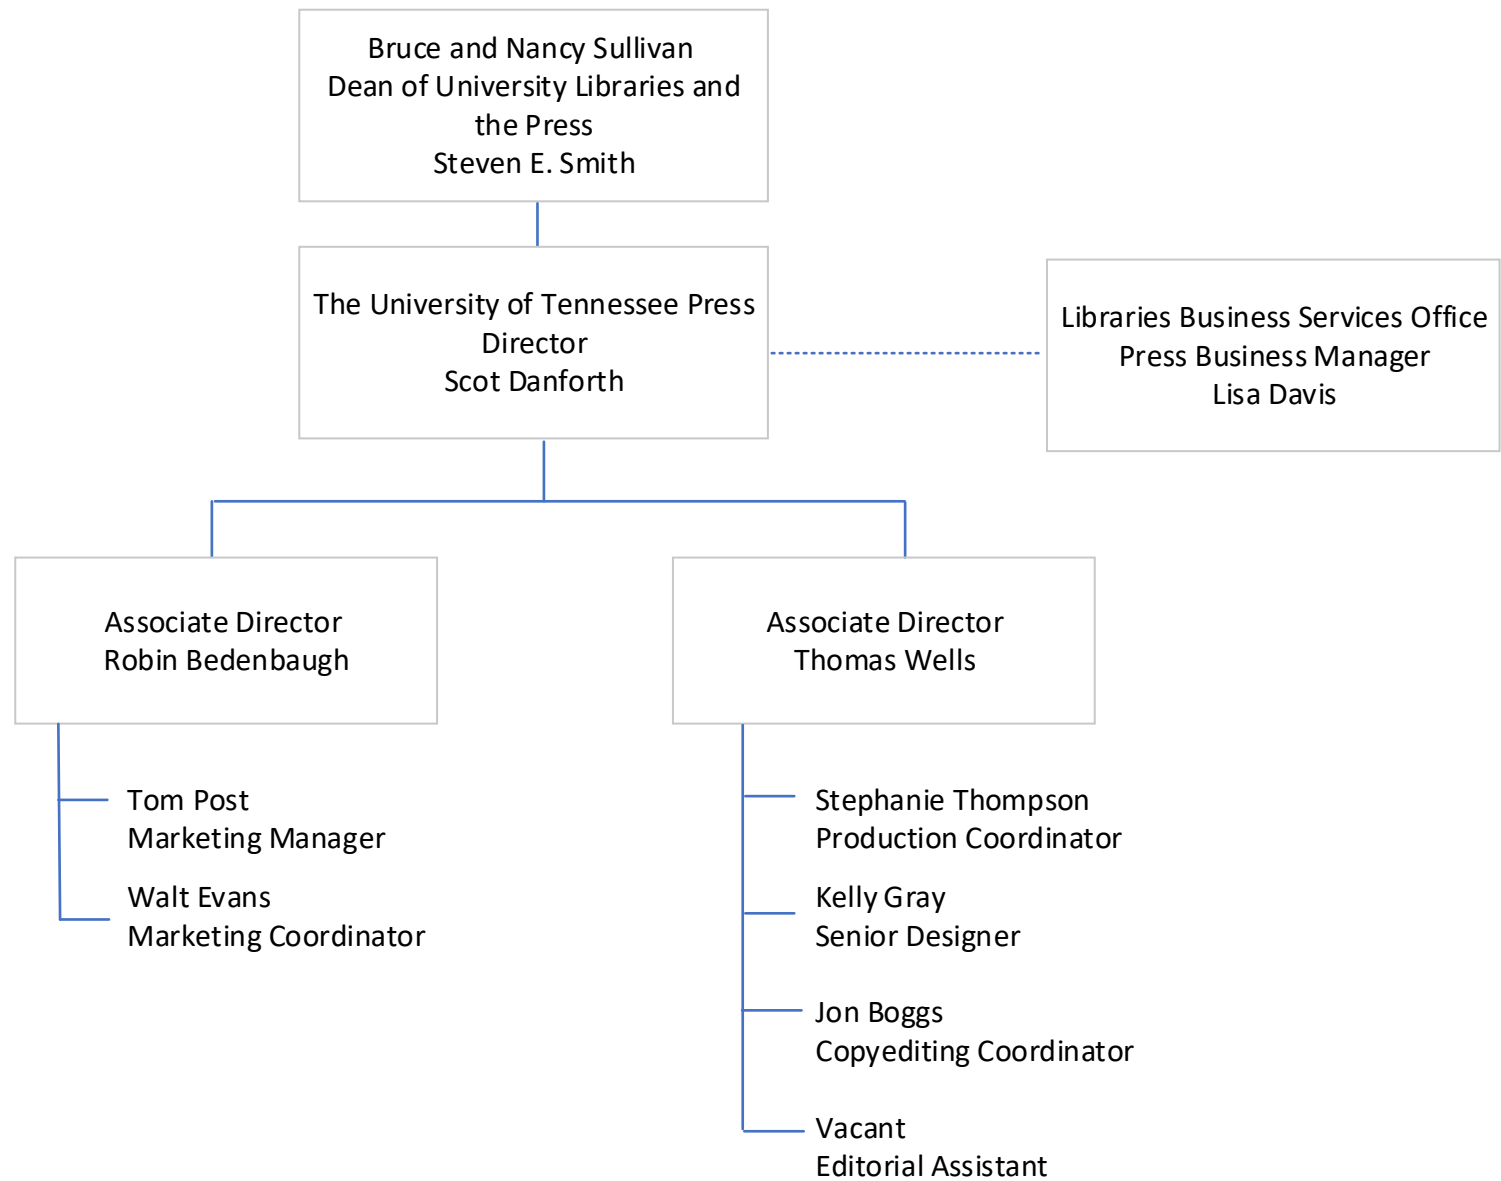 Bruce and Nancy Sullivan
Dean of University Libraries and
the Press
Steven E. Smith
The University of Tennessee Press
Director
Scot Danforth
Libraries Business Services Office
Press Business Manager
Lisa Davis
Associate Director
Robin Bedenbaugh
Tom Post
Marketing Manager
Walt Evans
Marketing Coordinator
Associate Director
Thomas Wells
Stephanie Thompson
Production Coordinator
Kelly Gray
Senior Designer
Jon Boggs
Copyediting Coordinator
Vacant
Editorial Assistant